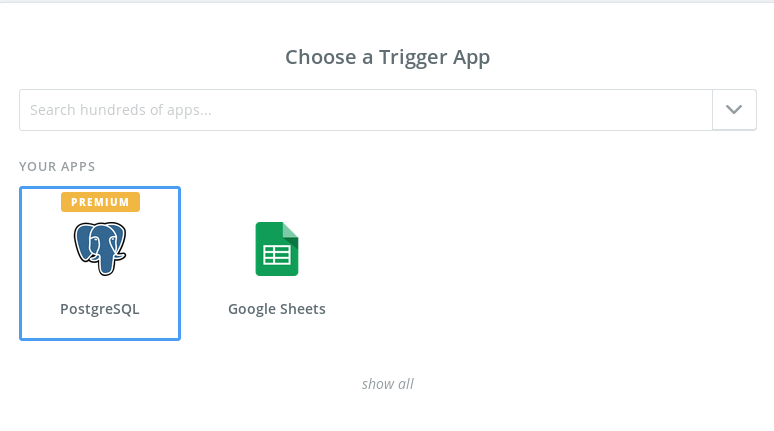 Choose a Trigger App
Search hundreds of apps...
YOUR APPS
PREMIUM
PostgreSQL
Google Sheets
show all